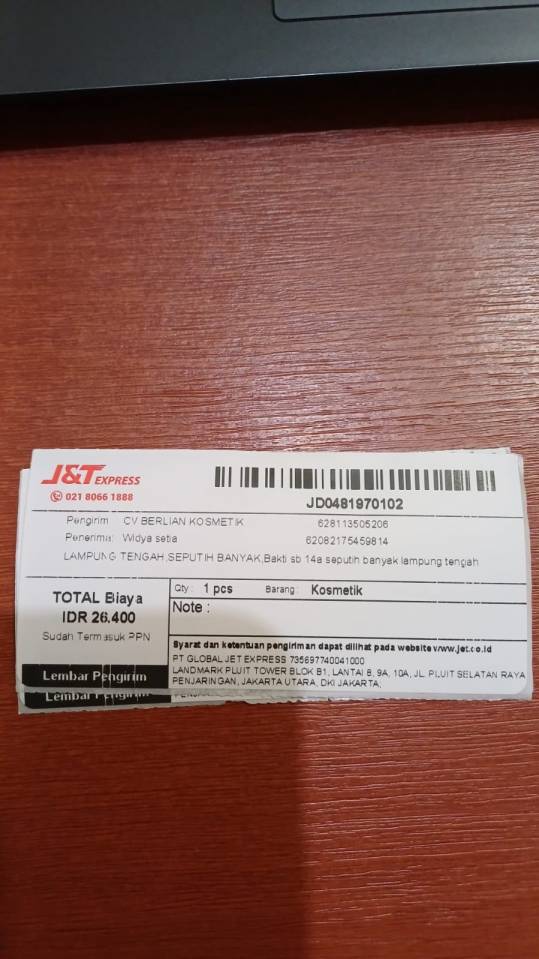 J&T EXPRESS
021 8066 1888
JD0481970102
Pengirim CV BERLIAN KOSMETIK 628113505206
Penerima: Widya setia 62082175459814
LAMPUNG TENGAH,SEPUTIH BANYAK,Bakti sb 14a seputih banyak lampung tengah
TOTAL Biaya
IDR 26.400
Sudah Termasuk PPN
Qty : 1 pcs Barang : Kosmetik
Note :
Syarat dan ketentuan pengiriman dapat dilihat pada website www.jet.co.id
PT GLOBAL JET EXPRESS 735697740041000
LANDMARK PLUIT TOWER BLOK B1, LANTAI 8, 9A, 10A, JL. PLUIT SELATAN RAYA
PENJARINGAN, JAKARTA UTARA, DKI JAKARTA,
Lembar Pengirim
Lembar Pengirim